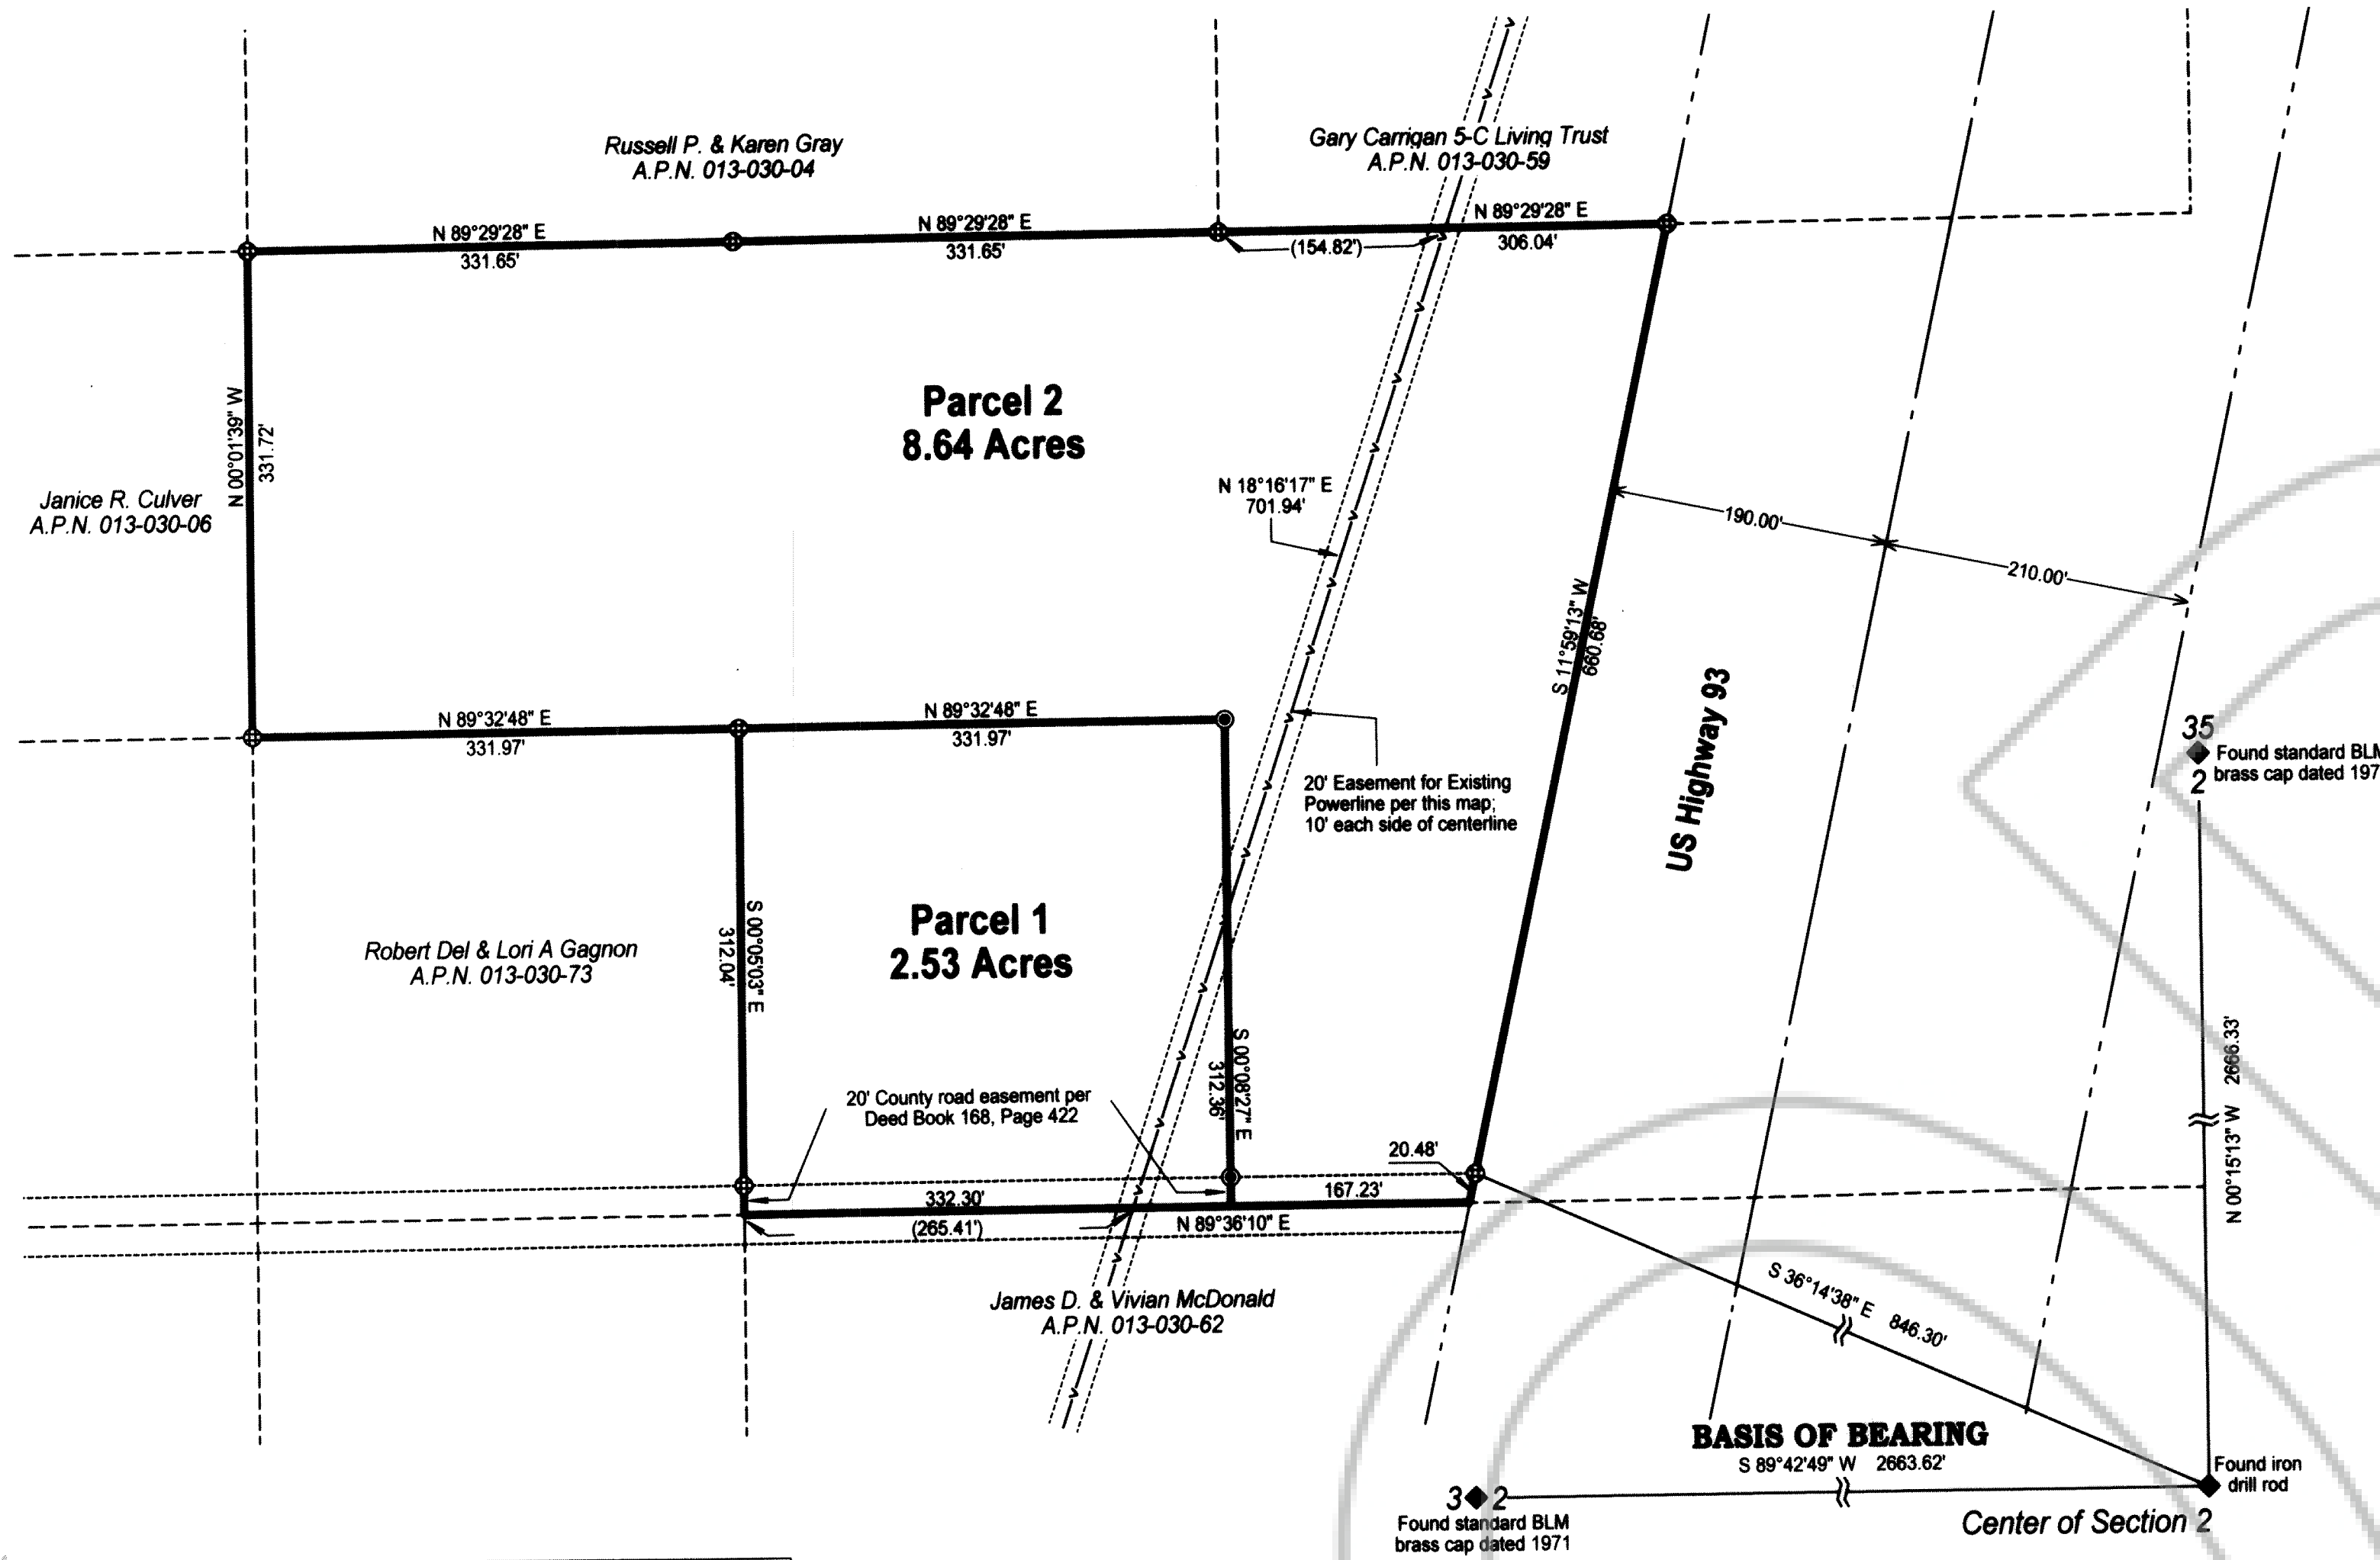 Russell P. & Karen Gray
A.P.N. 013-030-04
Gary Carrigan 5-C Living Trust
A.P.N. 013-030-59
N 89°29'28" E
331.65'
N 89°29'28" E
331.65'
N 89°29'28" E
(154.82')
306.04'
Parcel 2
8.64 Acres
N 00°01'39" W
331.72'
Janice R. Culver
A.P.N. 013-030-06
N 18°16'17" E
701.94'
190.00'
210.00'
S 11°59'13" W
660.68'
US Highway 93
N 89°32'48" E
331.97'
N 89°32'48" E
331.97'
20' Easement for Existing
Powerline per this map;
10' each side of centerline
35
2
Found standard BLM
brass cap dated 197
Parcel 1
2.53 Acres
S 00°05'03" E
312.04'
Robert Del & Lori A Gagnon
A.P.N. 013-030-73
S 00°08'27" E
312.36'
20' County road easement per
Deed Book 168, Page 422
20.48'
332.30'
167.23'
(265.41')
N 89°36'10" E
N 00°15'13" W 2666.33'
James D. & Vivian McDonald
A.P.N. 013-030-62
S 36°14'38" E 846.30'
BASIS OF BEARING
S 89°42'49" W 2663.62'
3 2
Found standard BLM
brass cap dated 1971
Found iron
drill rod
Center of Section 2